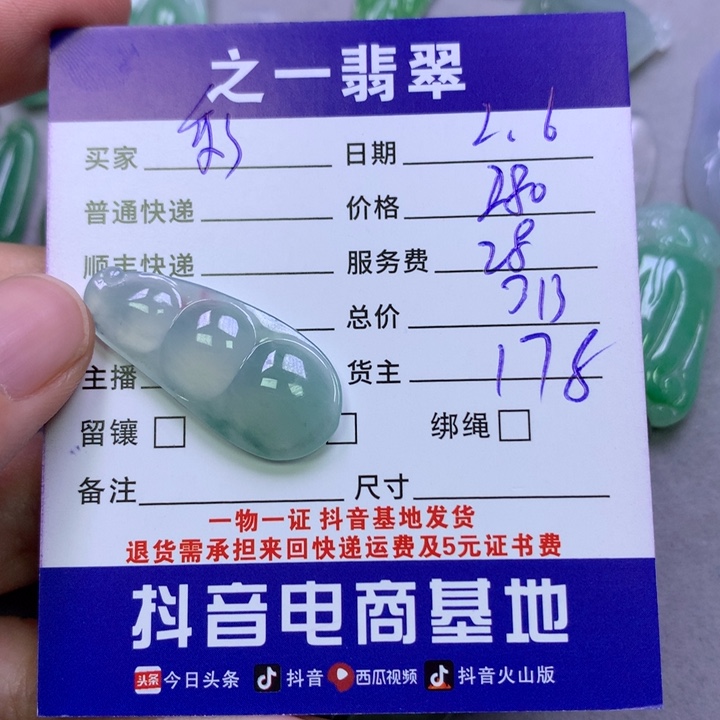 之一翡翠
买家 日期 2.6
普通快递 价格 280
顺丰快递 服务费 28
总价 313
主播 货主 178
留镶 绑绳
备注 尺寸
一物一证 抖音基地发货
退货需承担来回快递运费及5元证书费
抖音电商基地
头条 今日头条 抖音 西瓜视频 抖音火山版